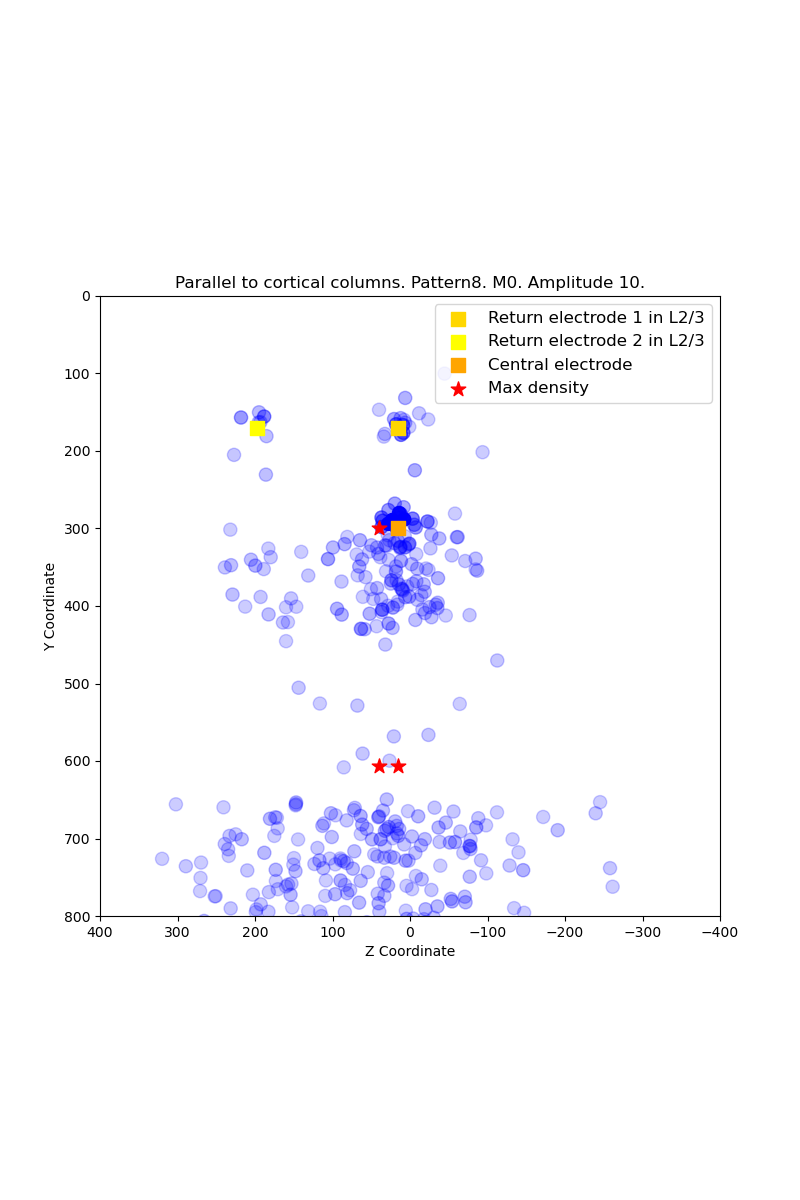 Parallel to cortical columns. Pattern8. M0. Amplitude 10.
Return electrode 1 in L2/3
Return electrode 2 in L2/3
Central electrode
Max density
0
100
200
300
400
500
600
700
800
Y Coordinate
400
300
200
100
0
−100
−200
−300
−400
Z Coordinate